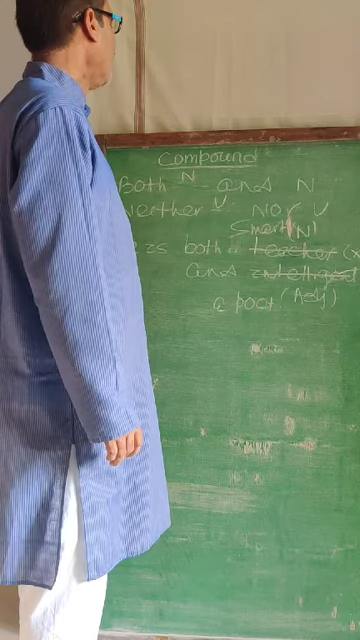 Compound
N
Both - and N
V
Neither - Nor V
Smart (N)
is both a teacher
and intelligent
a poet (Adj)